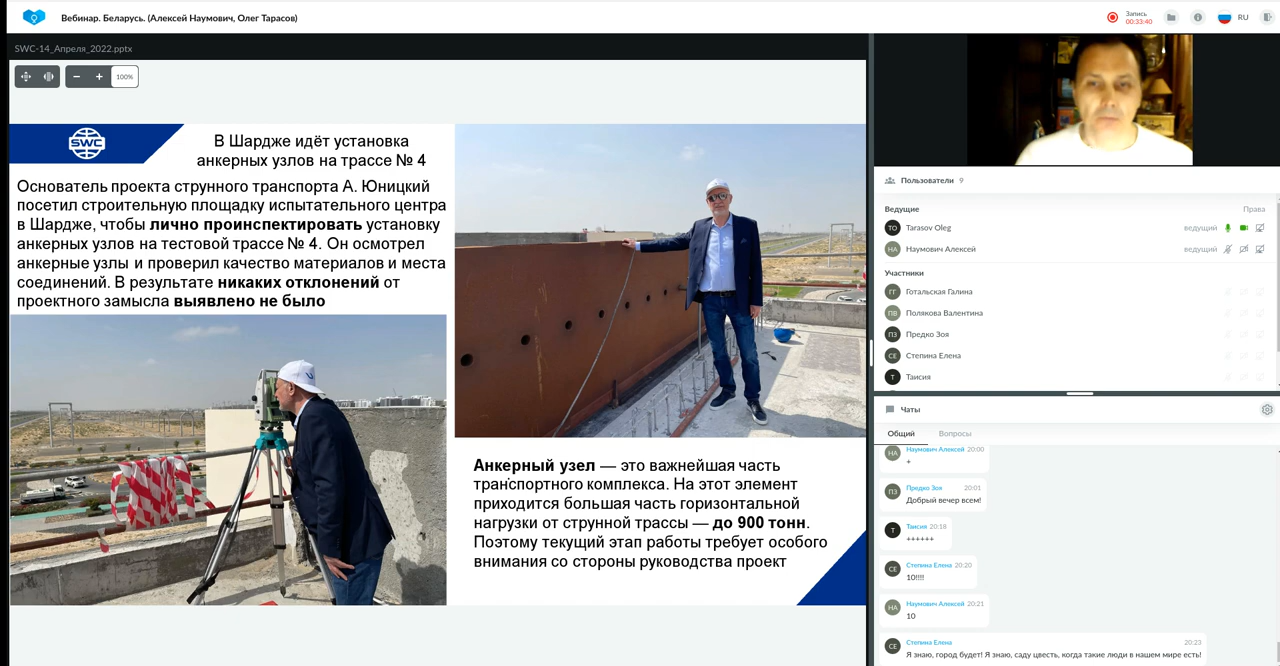 Вебинар. Беларусь. (Алексей Наумович, Олег Тарасов)
Запись
00:33:40
RU
SWC-14_Апреля_2022.pptx
100%
SWC
В Шардже идёт установка
анкерных узлов на трассе № 4
Основатель проекта струнного транспорта А. Юницкий
посетил строительную площадку испытательного центра
в Шардже, чтобы лично проинспектировать установку
анкерных узлов на тестовой трассе № 4. Он осмотрел
анкерные узлы и проверил качество материалов и места
соединений. В результате никаких отклонений от
проектного замысла выявлено не было
Анкерный узел — это важнейшая часть
транспортного комплекса. На этот элемент
приходится большая часть горизонтальной
нагрузки от струнной трассы — до 900 тонн.
Поэтому текущий этап работы требует особого
внимания со стороны руководства проект
Пользователи 9
Ведущие Права
TO Tarasov Oleg ведущий
НА Наумович Алексей ведущий
Участники
ГГ Готальская Галина
ПВ Полякова Валентина
ПЗ Предко Зоя
СЕ Степина Елена
Т Таисия
Чаты
Общий Вопросы
НА Наумович Алексей 20:00
+
ПЗ Предко Зоя 20:01
Добрый вечер всем!
Т Таисия 20:18
++++++
СЕ Степина Елена 20:20
10!!!!
НА Наумович Алексей 20:21
10
СЕ Степина Елена 20:23
Я знаю, город будет! Я знаю, саду цвесть, когда такие люди в нашем мире есть!